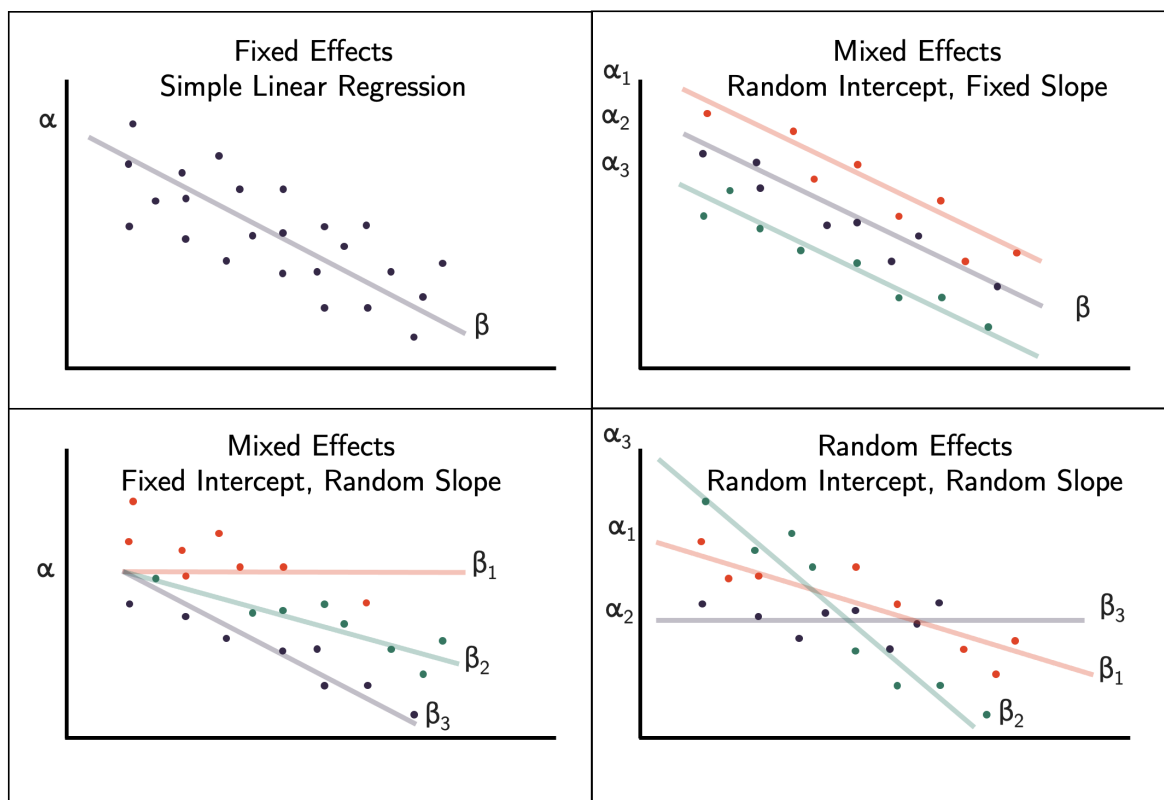 Fixed Effects
Simple Linear Regression
α
β
Mixed Effects
Random Intercept, Fixed Slope
α₁
α₂
α₃
β
Mixed Effects
Fixed Intercept, Random Slope
α
β₁
β₂
β₃
Random Effects
Random Intercept, Random Slope
α₃
α₁
α₂
β₃
β₁
β₂